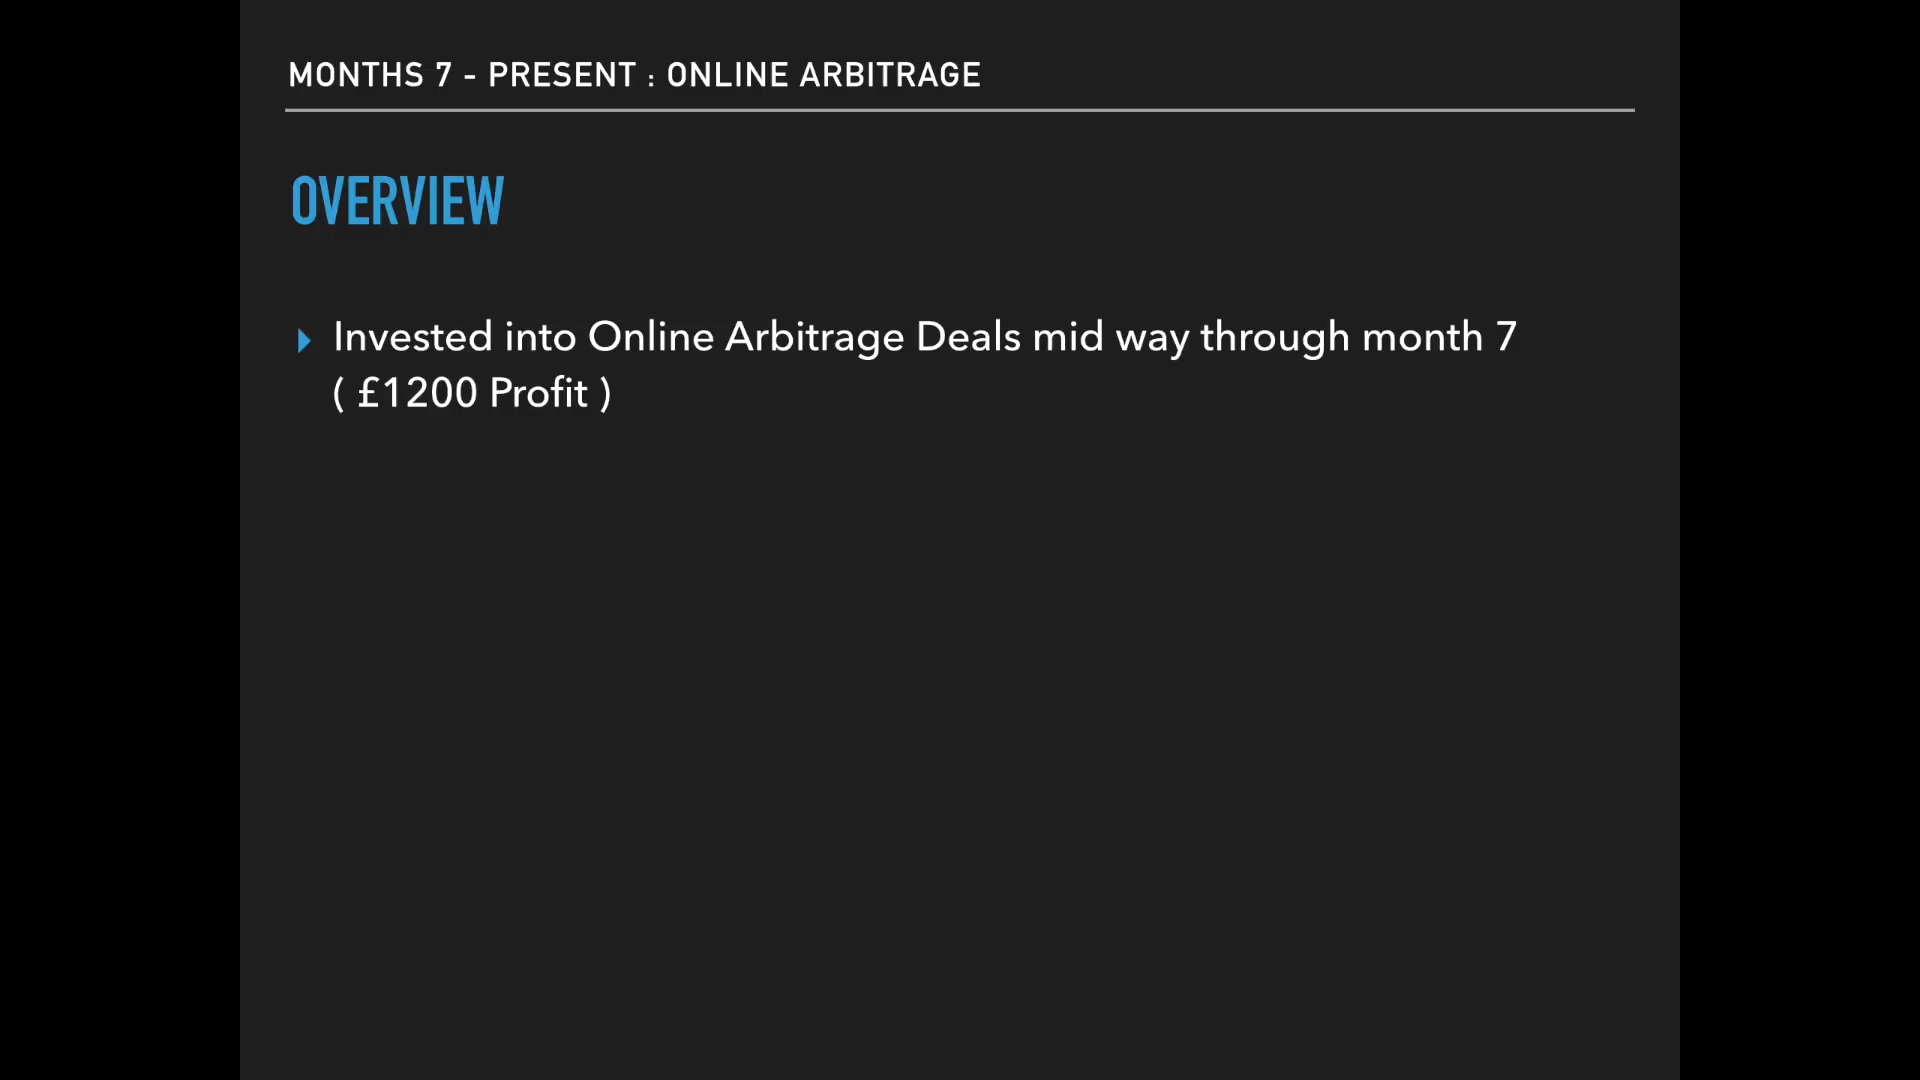 MONTHS 7 - PRESENT : ONLINE ARBITRAGE
OVERVIEW
Invested into Online Arbitrage Deals mid way through month 7
( £1200 Profit )